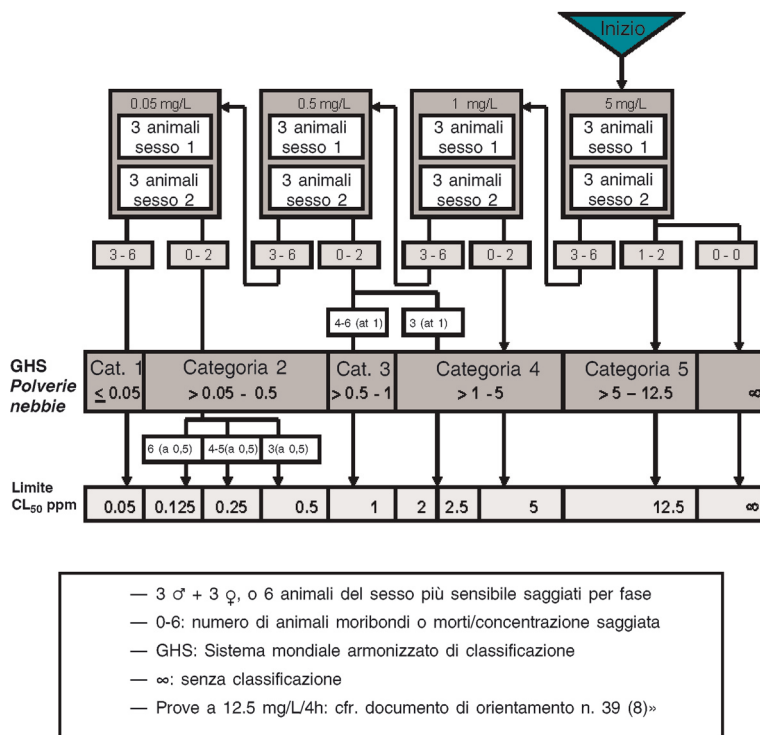 Inizio
0.05 mg/L 0.5 mg/L 1 mg/L 5 mg/L
3 animali 3 animali 3 animali 3 animali
sesso 1 sesso 1 sesso 1 sesso 1
3 animali 3 animali 3 animali 3 animali
sesso 2 sesso 2 sesso 2 sesso 2
3 - 6 0 - 2 3 - 6 0 - 2 3 - 6 0 - 2 3 - 6 1 - 2 0 - 0
4-6 (at 1) 3 (at 1)
GHS Cat. 1 Categoria 2 Cat. 3 Categoria 4 Categoria 5
Polverie
nebbie ≤ 0.05 > 0.05 - 0.5 > 0.5 - 1 > 1 - 5 > 5 – 12.5 ∞
6 (a 0,5) 4-5(a 0,5) 3(a 0,5)
Limite
CL50 ppm 0.05 0.125 0.25 0.5 1 2 2.5 5 12.5 ∞
— 3 ♂ + 3 ♀, o 6 animali del sesso più sensibile saggiati per fase
— 0-6: numero di animali moribondi o morti/concentrazione saggiata
— GHS: Sistema mondiale armonizzato di classificazione
— ∞: senza classificazione
— Prove a 12.5 mg/L/4h: cfr. documento di orientamento n. 39 (8)»